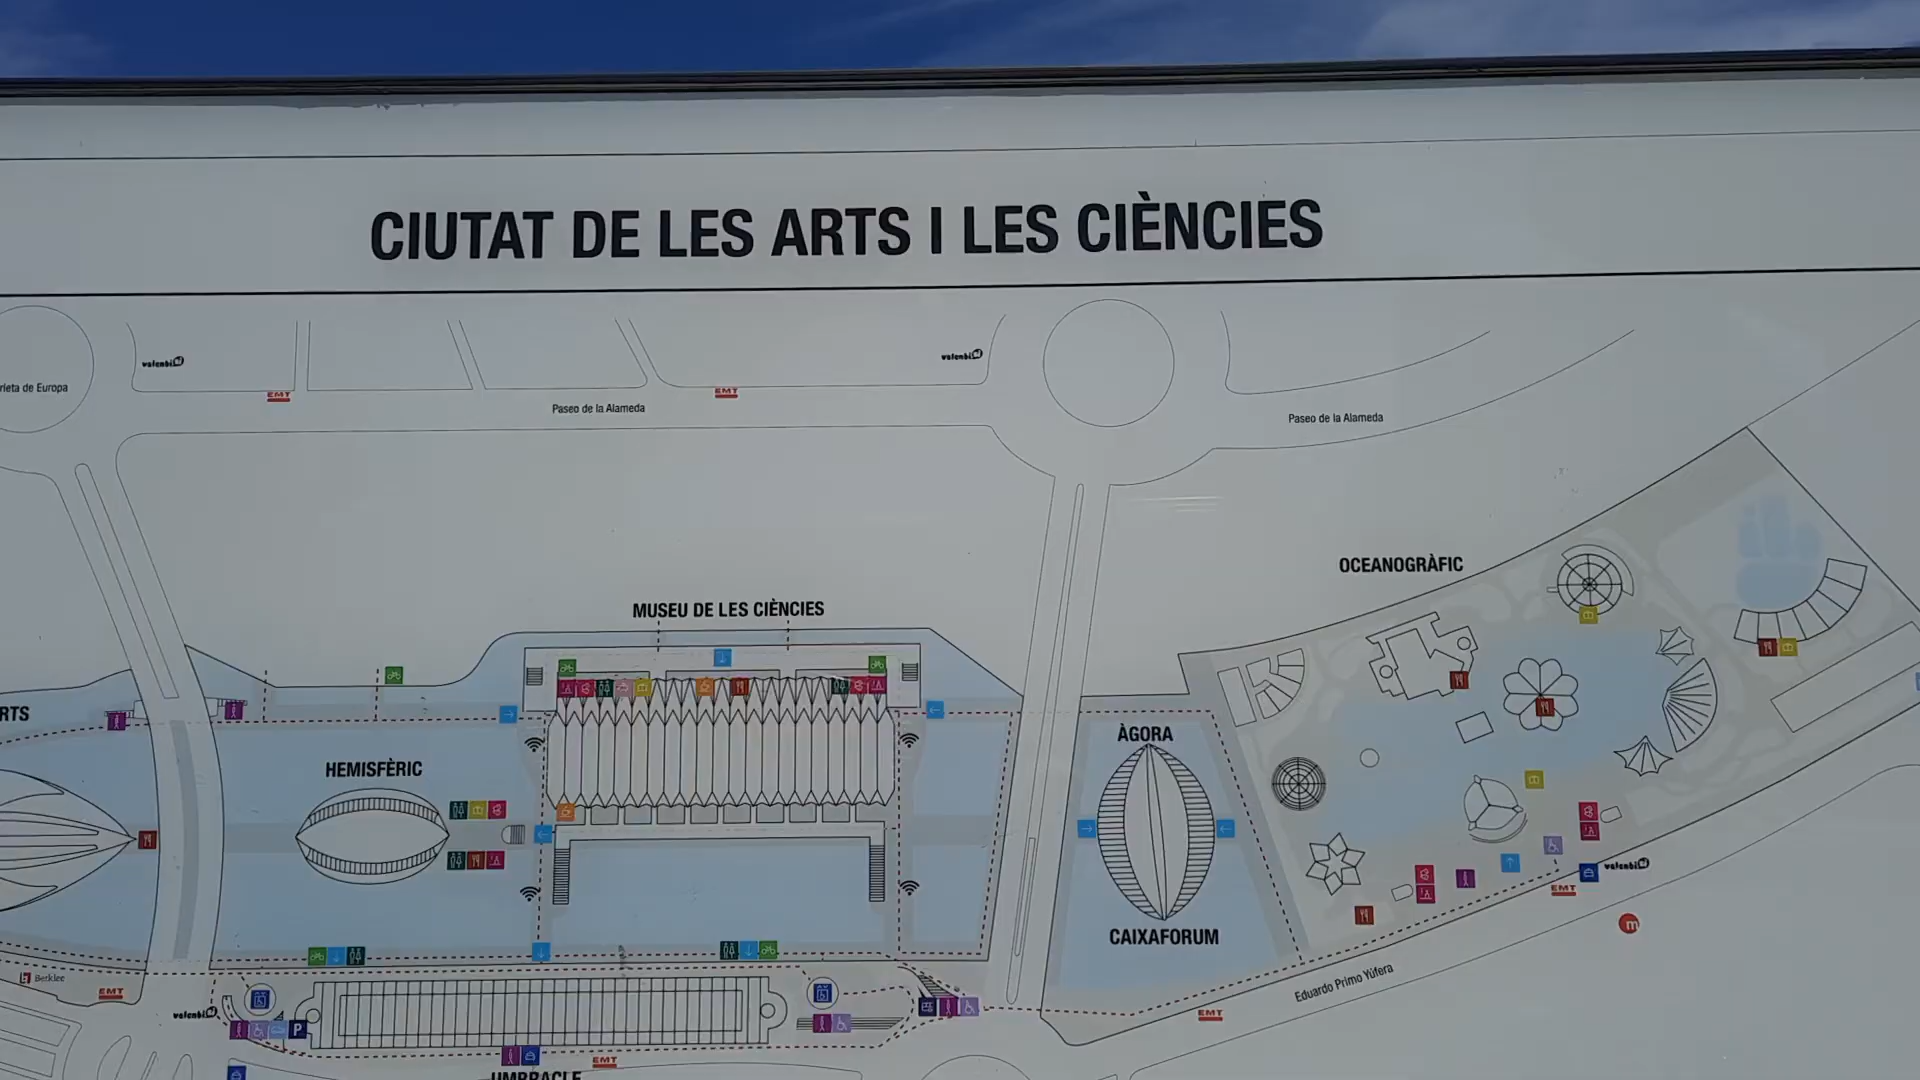 CIUTAT DE LES ARTS I LES CIÈNCIES
valenbisi
valenbisi
rieta de Europa
EMT
EMT
Paseo de la Alameda
Paseo de la Alameda
OCEANOGRÀFIC
MUSEU DE LES CIÈNCIES
RTS
ÀGORA
HEMISFÈRIC
valenbisi
EMT
m
CAIXAFORUM
Berklee
EMT
Eduardo Primo Yúfera
valenbisi
P
EMT
EMT
UMBRACLE